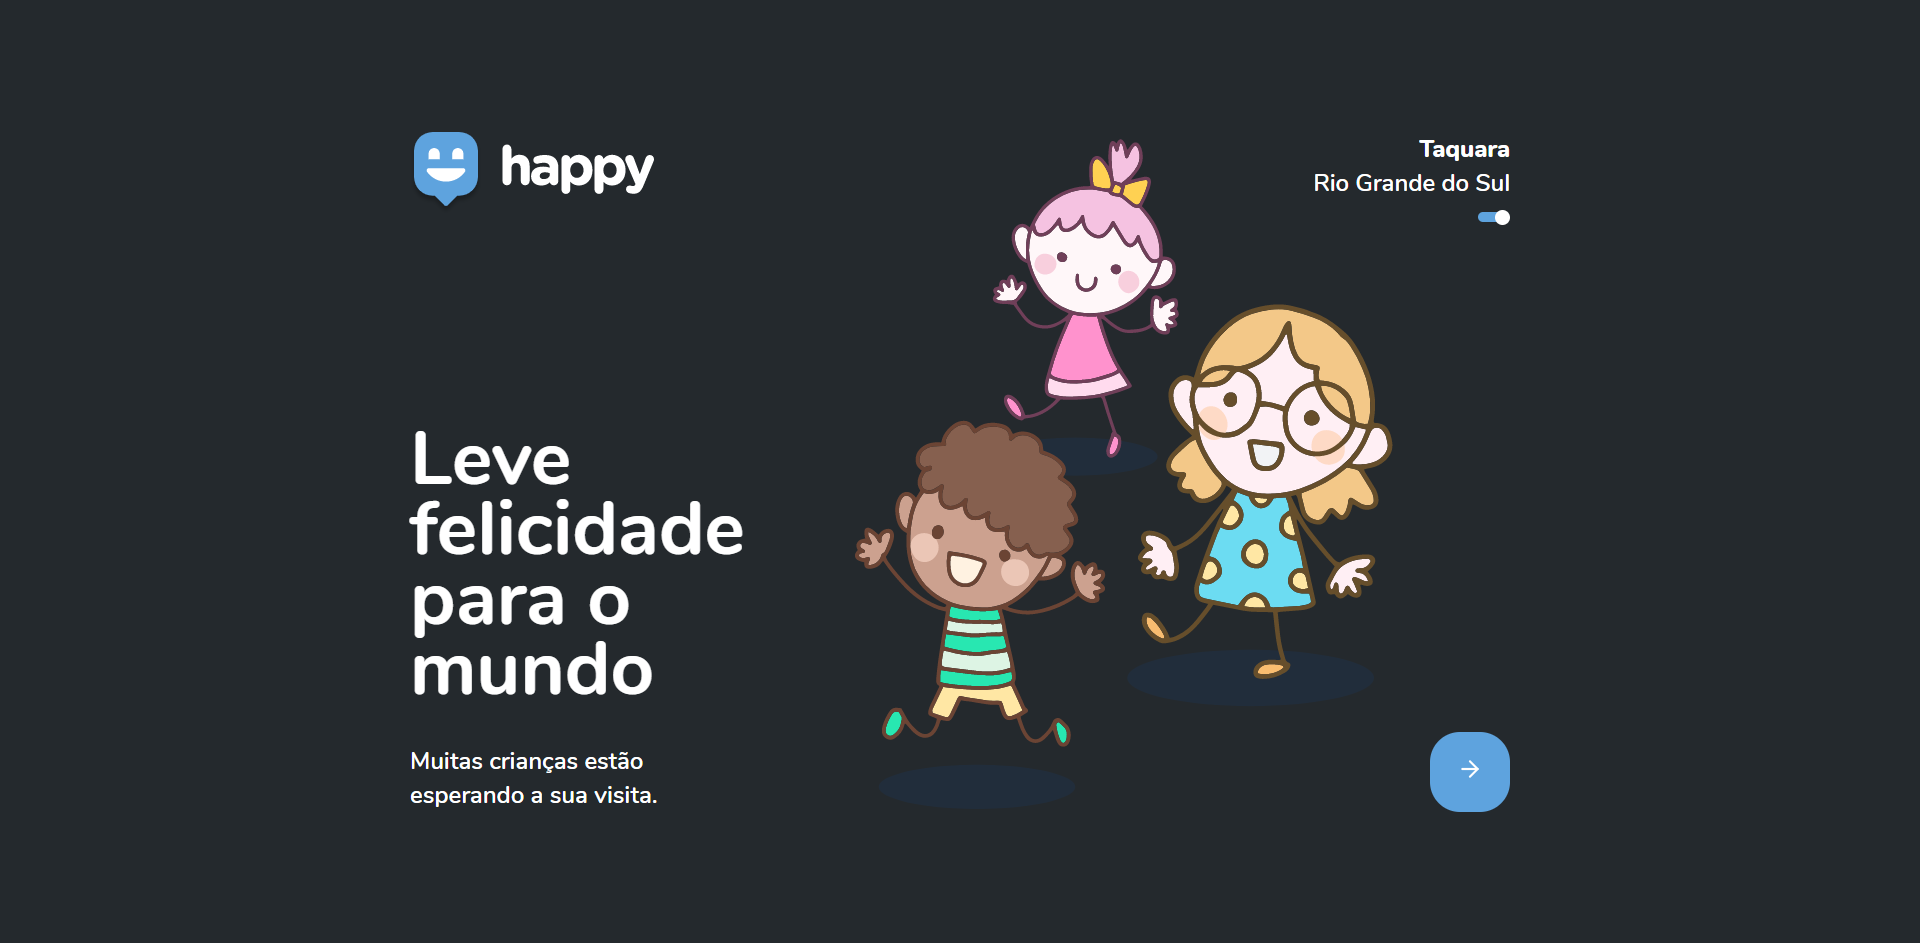 happy
Taquara
Rio Grande do Sul
Leve
felicidade
para o
mundo
Muitas crianças estão
esperando a sua visita.